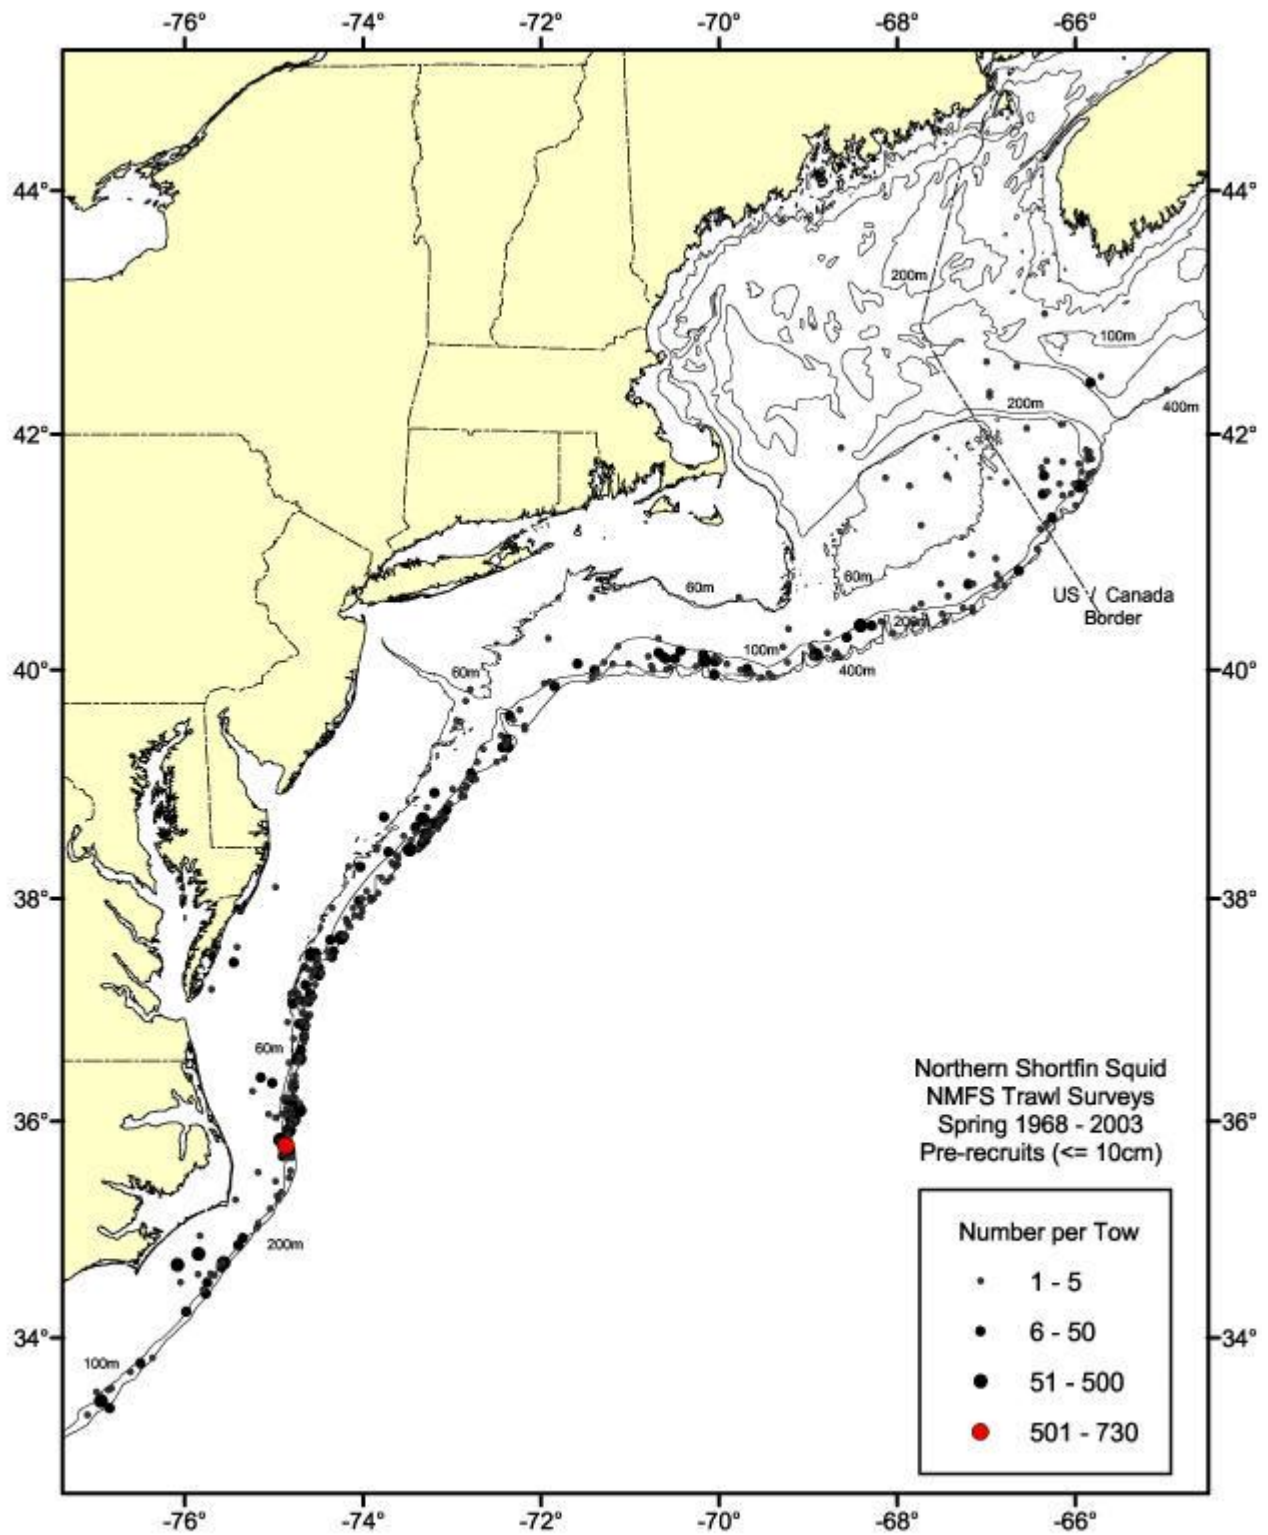 -76° -74° -72° -70° -68° -66°
44° 44°
200m
100m
200m
400m
42° 42°
60m
60m
US / Canada
Border
200m
100m
40° 60m 400m 40°
38° 38°
60m
Northern Shortfin Squid
NMFS Trawl Surveys
36° 36°
Spring 1968 - 2003
Pre-recruits (<= 10cm)
Number per Tow
200m
1 - 5
6 - 50
34° 34°
100m
51 - 500
501 - 730
-76° -74° -72° -70° -68° -66°